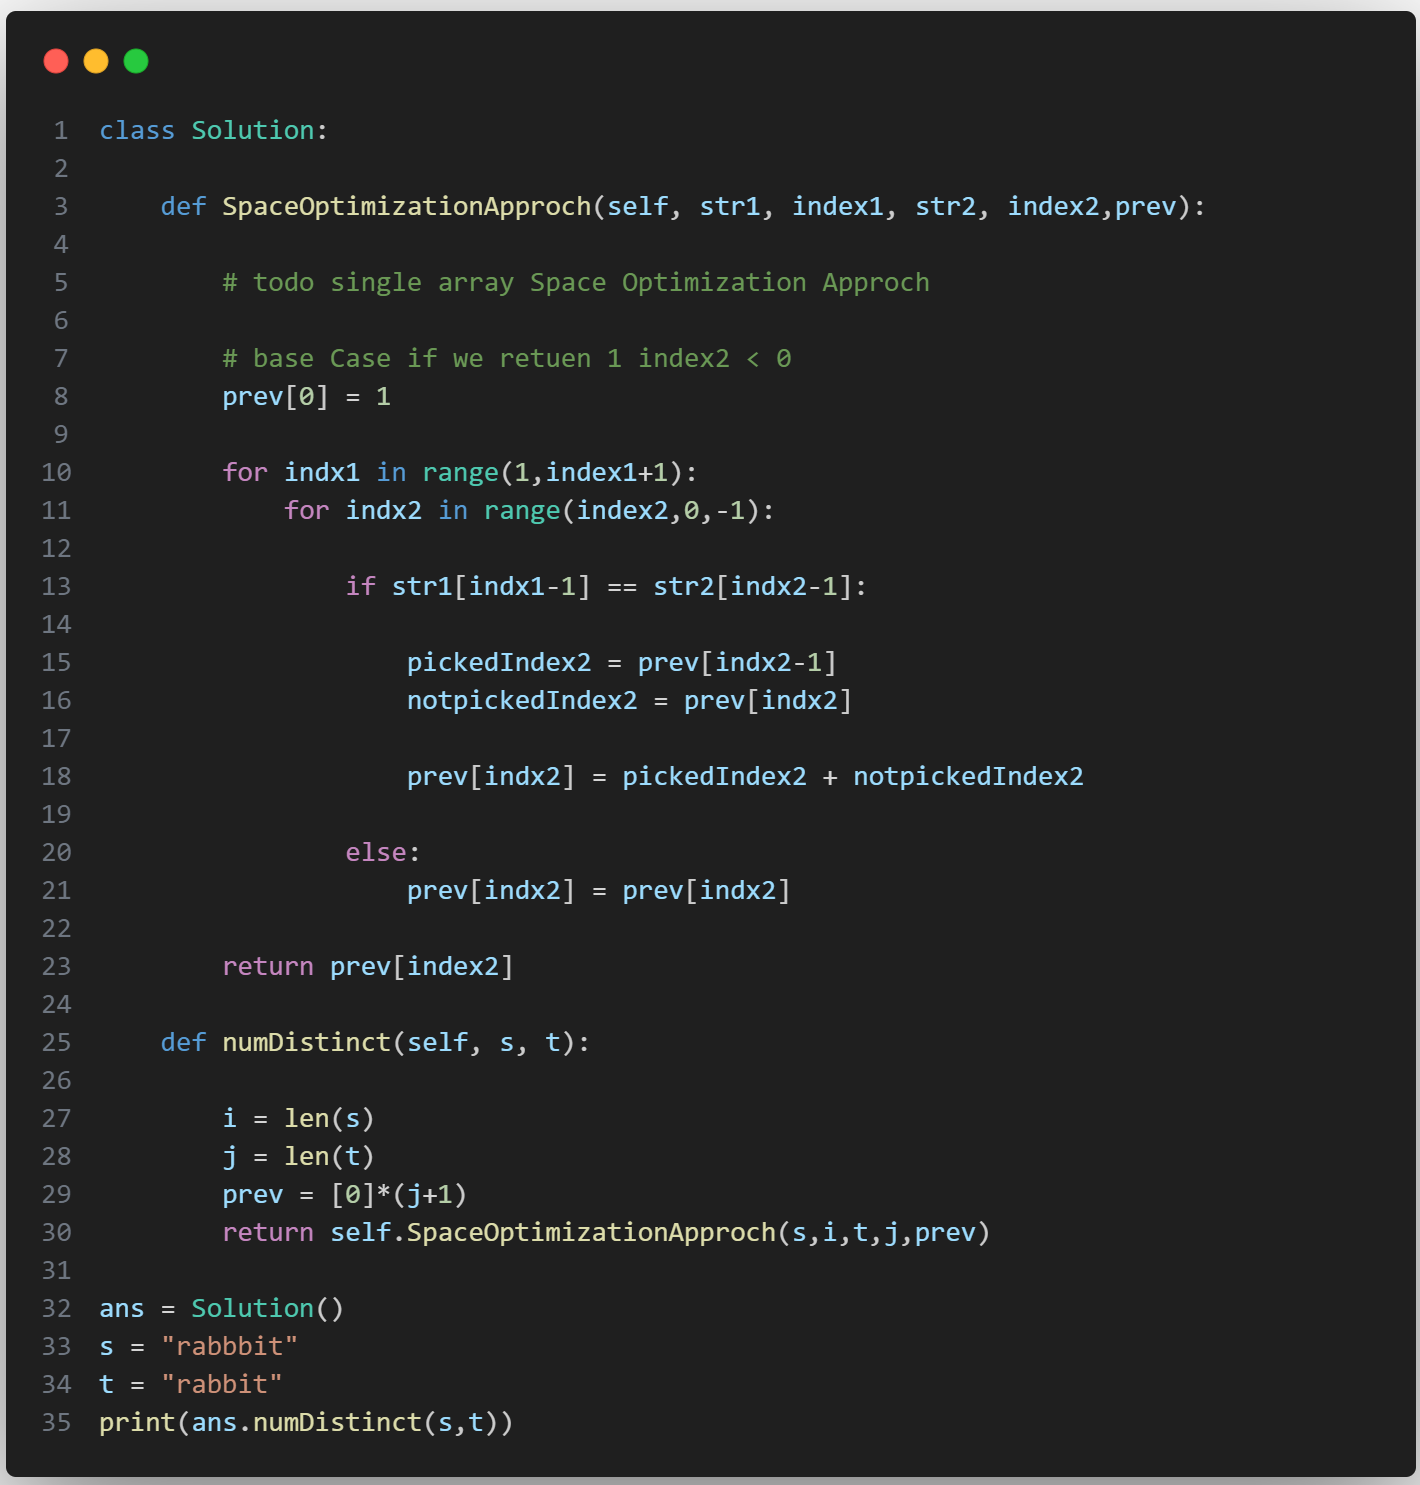 1 class Solution:
2
3     def SpaceOptimizationApproch(self, str1, index1, str2, index2,prev):
4
5         # todo single array Space Optimization Approch
6
7         # base Case if we retuen 1 index2 < 0
8         prev[0] = 1
9
10         for indx1 in range(1,index1+1):
11             for indx2 in range(index2,0,-1):
12
13                 if str1[indx1-1] == str2[indx2-1]:
14
15                     pickedIndex2 = prev[indx2-1]
16                     notpickedIndex2 = prev[indx2]
17
18                     prev[indx2] = pickedIndex2 + notpickedIndex2
19
20                 else:
21                     prev[indx2] = prev[indx2]
22
23         return prev[index2]
24
25     def numDistinct(self, s, t):
26
27         i = len(s)
28         j = len(t)
29         prev = [0]*(j+1)
30         return self.SpaceOptimizationApproch(s,i,t,j,prev)
31
32 ans = Solution()
33 s = "rabbbit"
34 t = "rabbit"
35 print(ans.numDistinct(s,t))